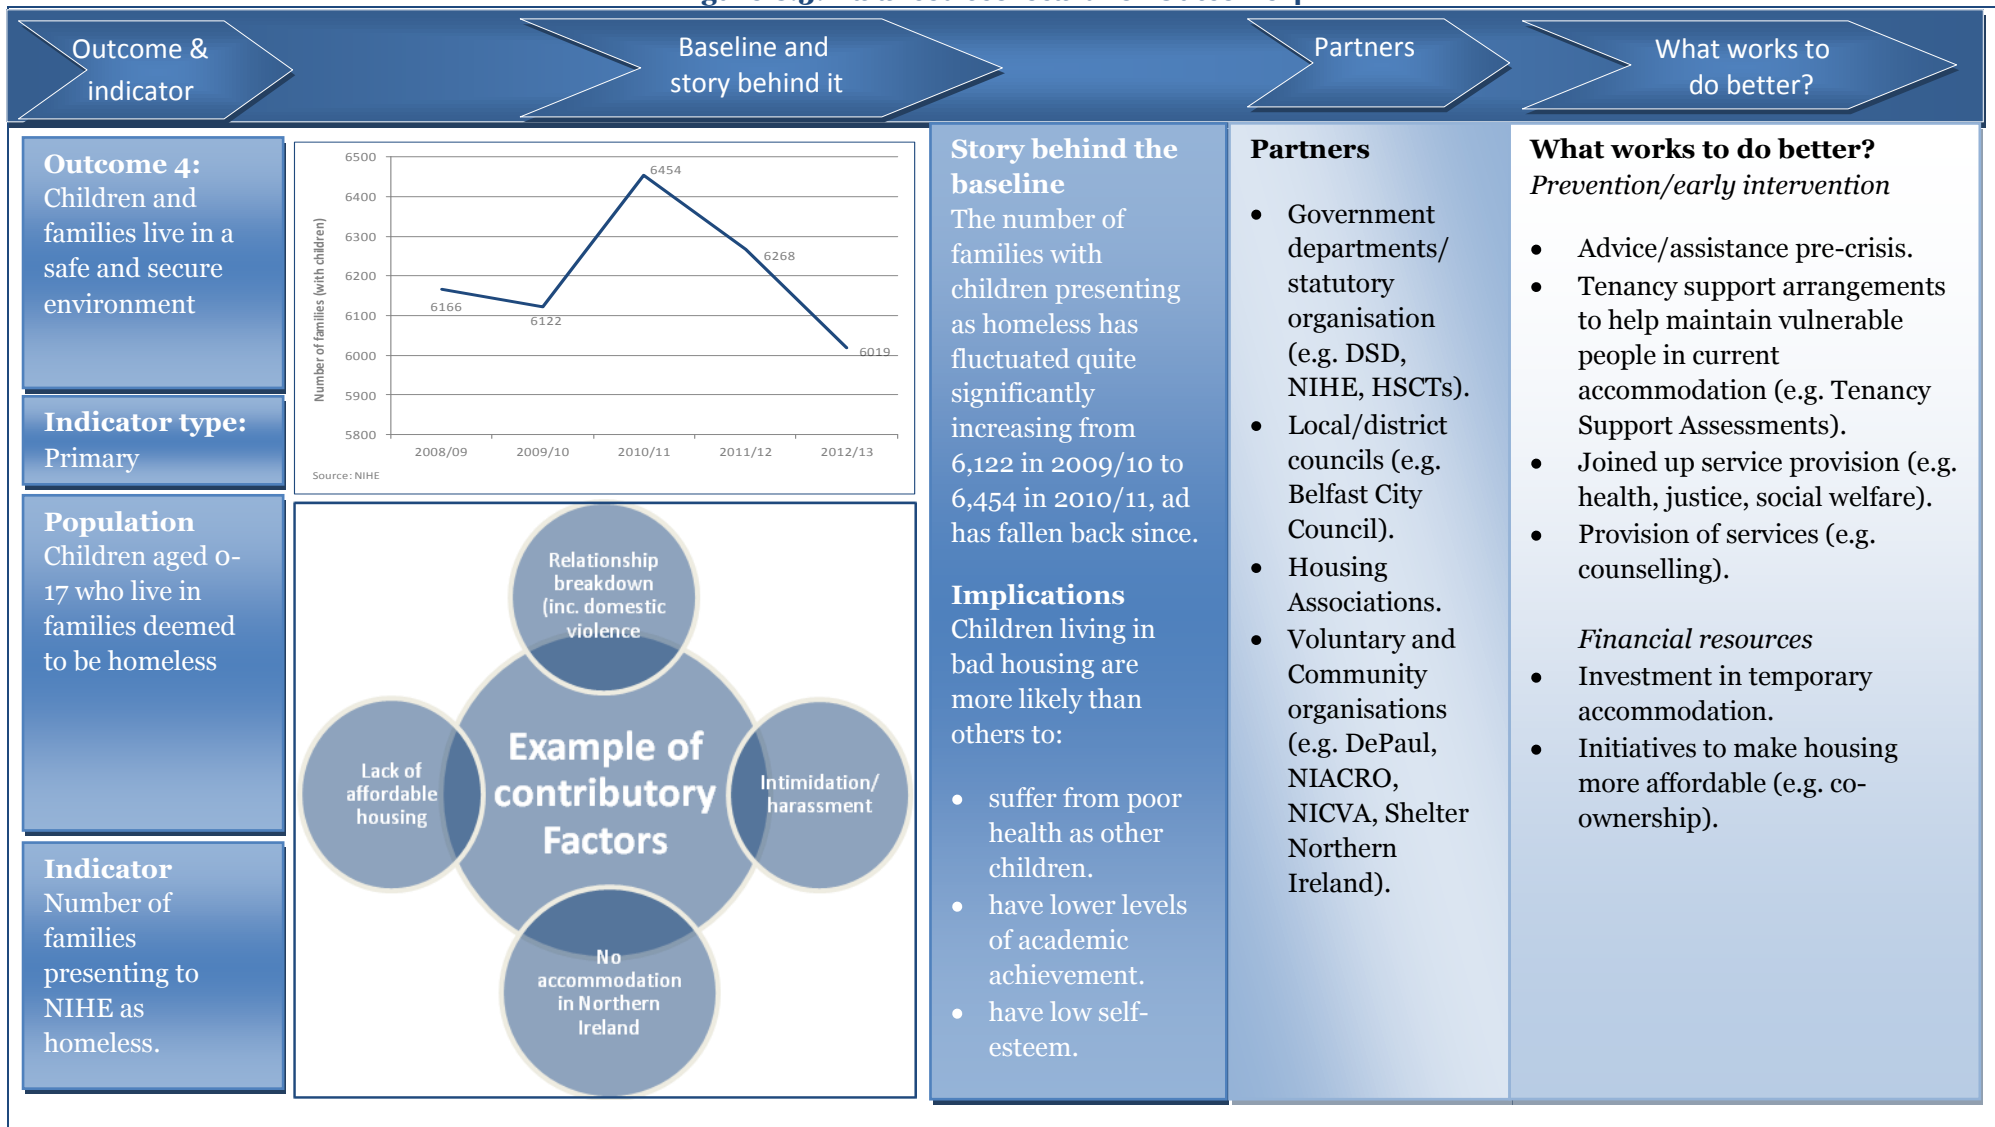 Outcome &
indicator
Baseline and
story behind it
Partners
What works to
do better?
Outcome 4:
Children and
families live in a
safe and secure
environment
Indicator type:
Primary
Population
Children aged 0-
17 who live in
families deemed
to be homeless
Indicator
Number of
families
presenting to
NIHE as
homeless.
Number of families (with children)
6500
6400
6300
6200
6100
6000
5900
5800
6166
6122
6454
6268
6019
2008/09
2009/10
2010/11
2011/12
2012/13
Source: NIHE
Relationship
breakdown
(inc. domestic
violence
Lack of
affordable
housing
Example of
contributory
Factors
Intimidation/
harassment
No
accommodation
in Northern
Ireland
Story behind the
baseline
The number of
families with
children presenting
as homeless has
fluctuated quite
significantly
increasing from
6,122 in 2009/10 to
6,454 in 2010/11, ad
has fallen back since.
Implications
Children living in
bad housing are
more likely than
others to:
• suffer from poor
health as other
children.
• have lower levels
of academic
achievement.
• have low self-
esteem.
Partners
• Government
departments/
statutory
organisation
(e.g. DSD,
NIHE, HSCTs).
• Local/district
councils (e.g.
Belfast City
Council).
• Housing
Associations.
• Voluntary and
Community
organisations
(e.g. DePaul,
NIACRO,
NICVA, Shelter
Northern
Ireland).
What works to do better?
Prevention/early intervention
• Advice/assistance pre-crisis.
• Tenancy support arrangements
to help maintain vulnerable
people in current
accommodation (e.g. Tenancy
Support Assessments).
• Joined up service provision (e.g.
health, justice, social welfare).
• Provision of services (e.g.
counselling).
Financial resources
• Investment in temporary
accommodation.
• Initiatives to make housing
more affordable (e.g. co-
ownership).